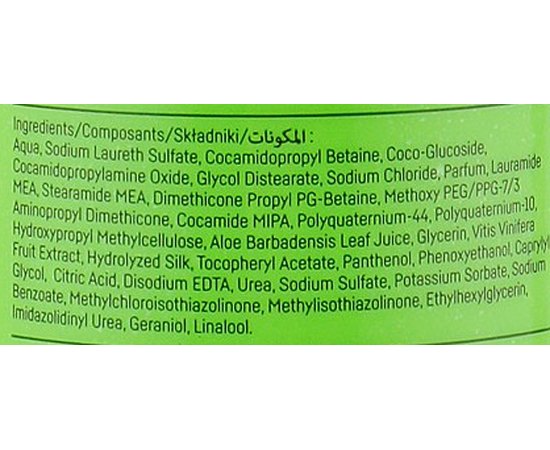 Ingredients/Composants/Składniki/المكونات :
Aqua, Sodium Laureth Sulfate, Cocamidopropyl Betaine, Coco-Glucoside,
Cocamidopropylamine Oxide, Glycol Distearate, Sodium Chloride, Parfum, Lauramide
MEA, Stearamide MEA, Dimethicone Propyl PG-Betaine, Methoxy PEG/PPG-7/3
Aminopropyl Dimethicone, Cocamide MIPA, Polyquaternium-44, Polyquaternium-10,
Hydroxypropyl Methylcellulose, Aloe Barbadensis Leaf Juice, Glycerin, Vitis Vinifera
Fruit Extract, Hydrolyzed Silk, Tocopheryl Acetate, Panthenol, Phenoxyethanol, Caprylyl
Glycol, Citric Acid, Disodium EDTA, Urea, Sodium Sulfate, Potassium Sorbate, Sodium
Benzoate, Methylchloroisothiazolinone, Methylisothiazolinone, Ethylhexylglycerin,
Imidazolidinyl Urea, Geraniol, Linalool.